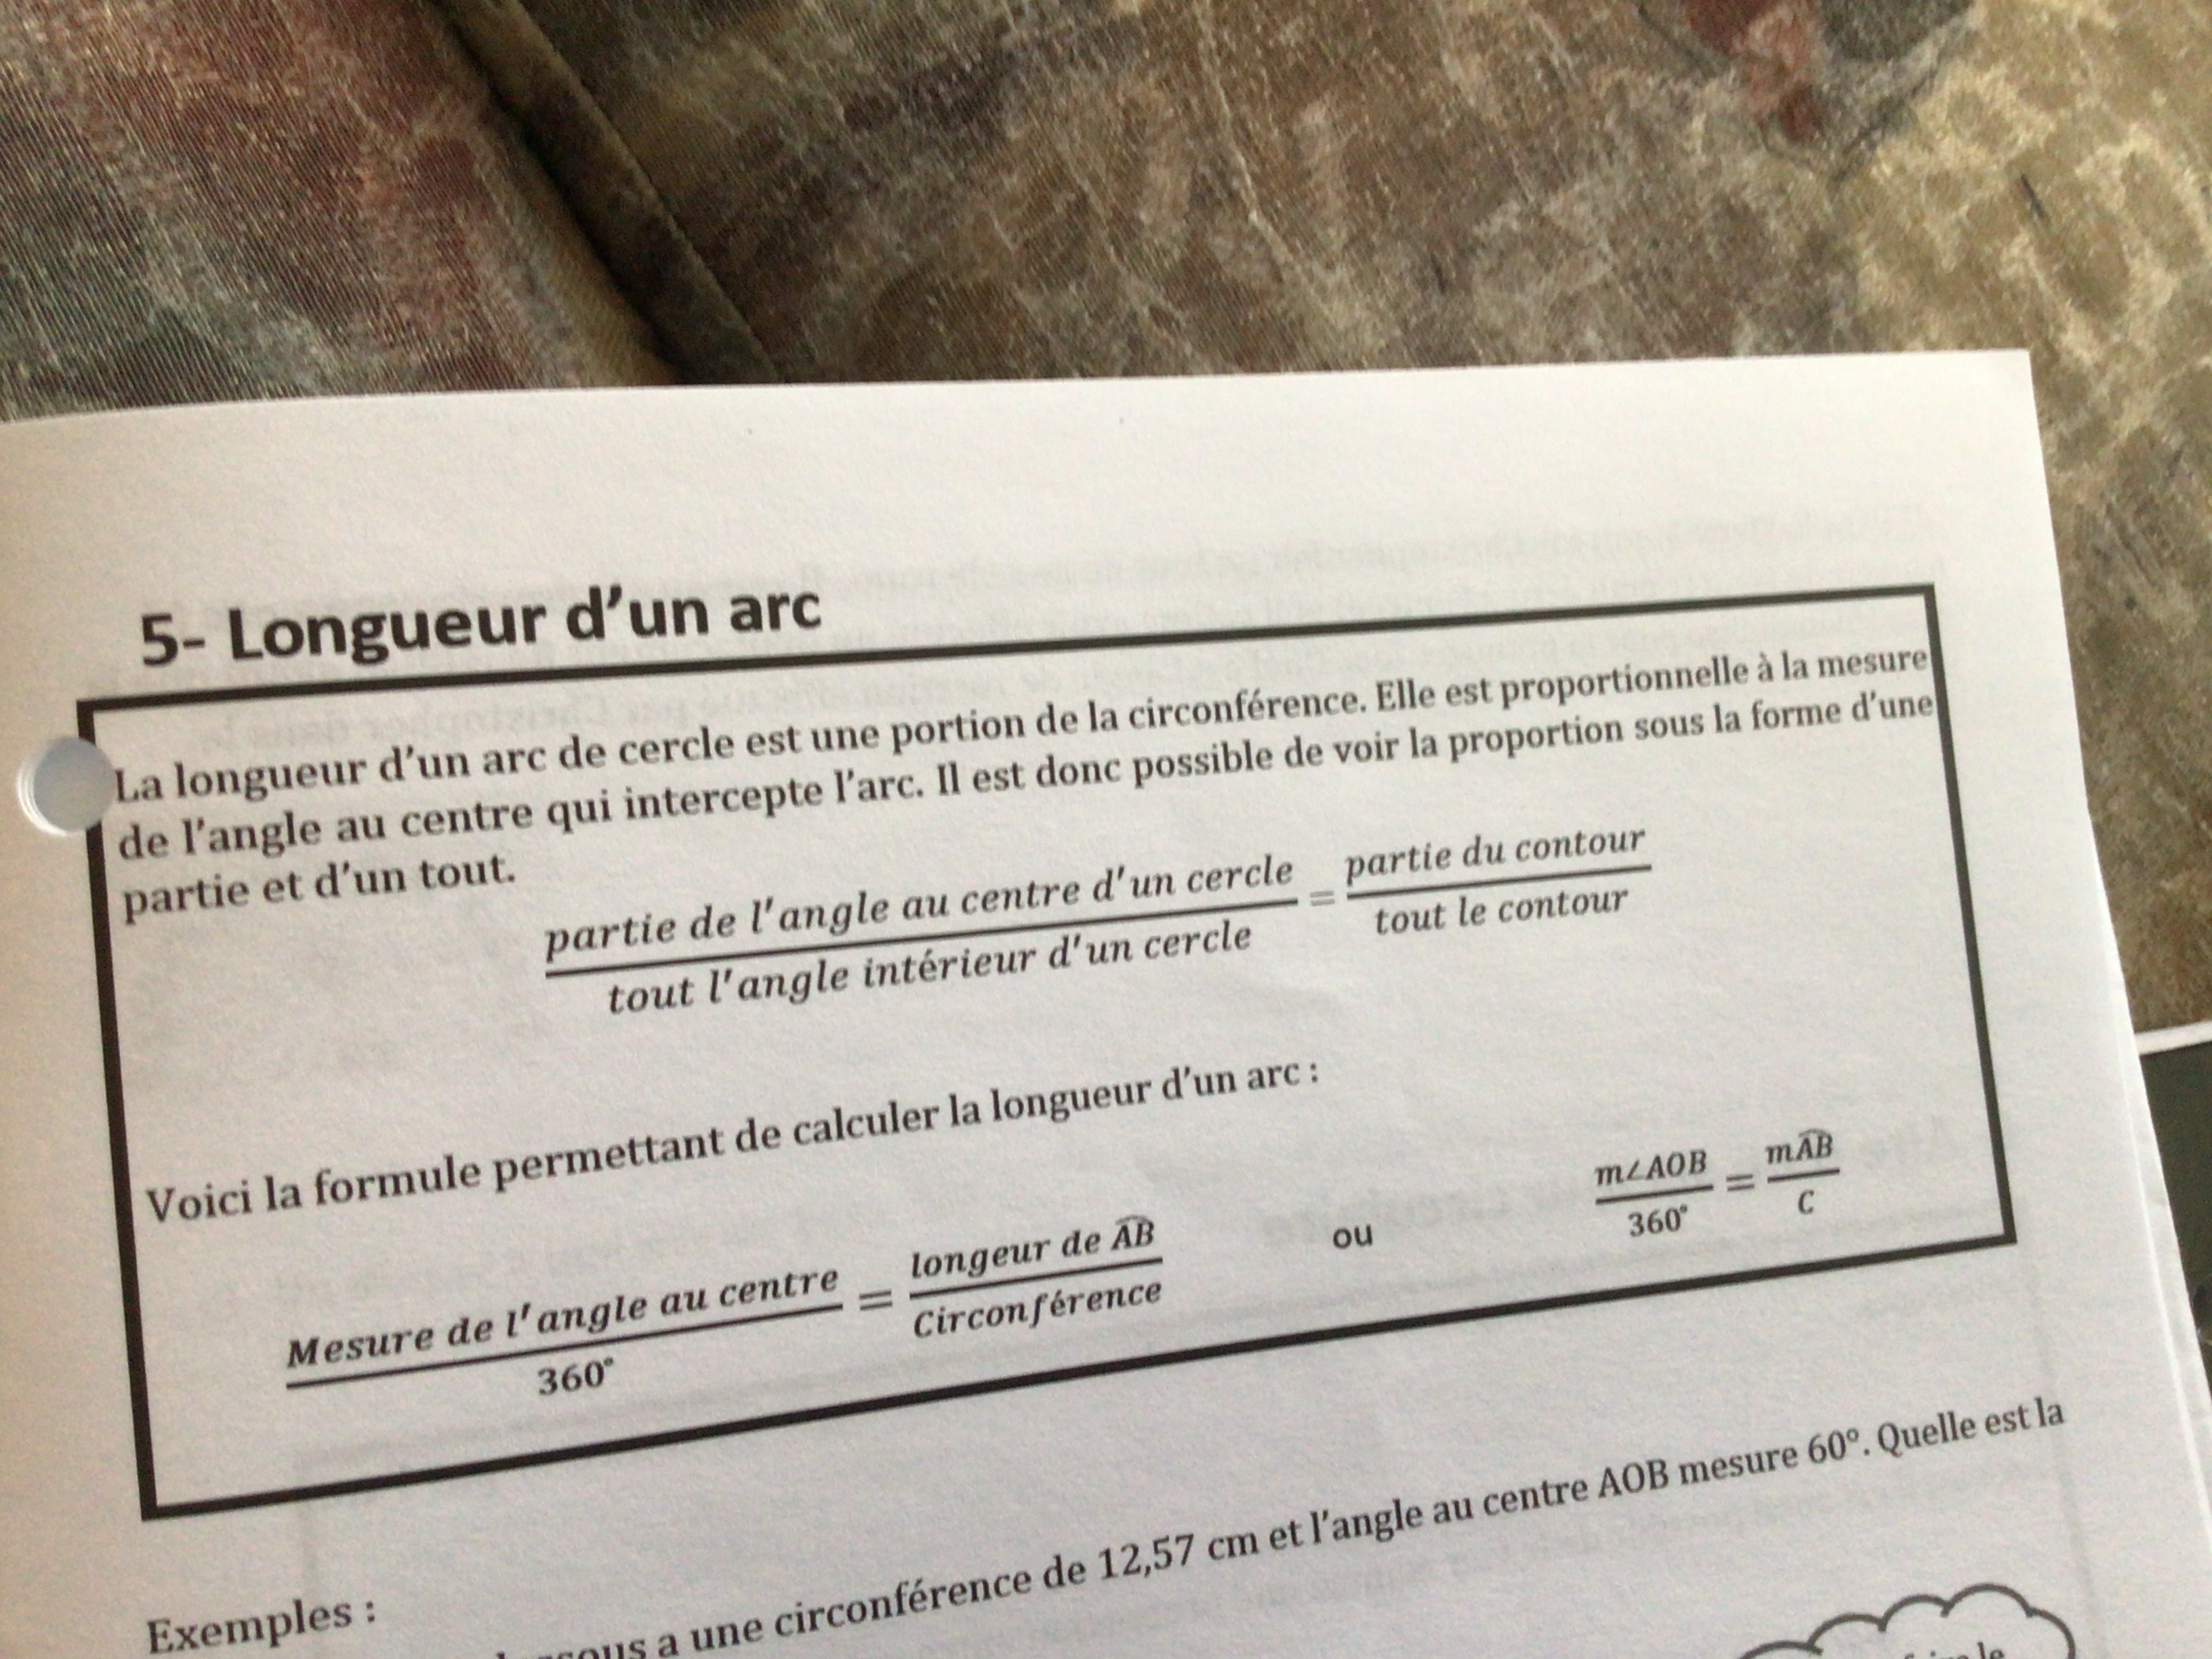 5- Longueur d'un arc
La longueur d'un arc de cercle est une portion de la circonférence. Elle est proportionnelle à la mesure
de l'angle au centre qui intercepte l'arc. Il est donc possible de voir la proportion sous la forme d'une
partie et d'un tout.
partie de l'angle au centre d'un cercle = partie du contour
tout l'angle intérieur d'un cercle tout le contour
Voici la formule permettant de calculer la longueur d'un arc :
Mesure de l'angle au centre = longeur de AB ou m∠AOB = mAB
360° Circonférence 360° C
Exemples :
a une circonférence de 12,57 cm et l'angle au centre AOB mesure 60°. Quelle est la
le